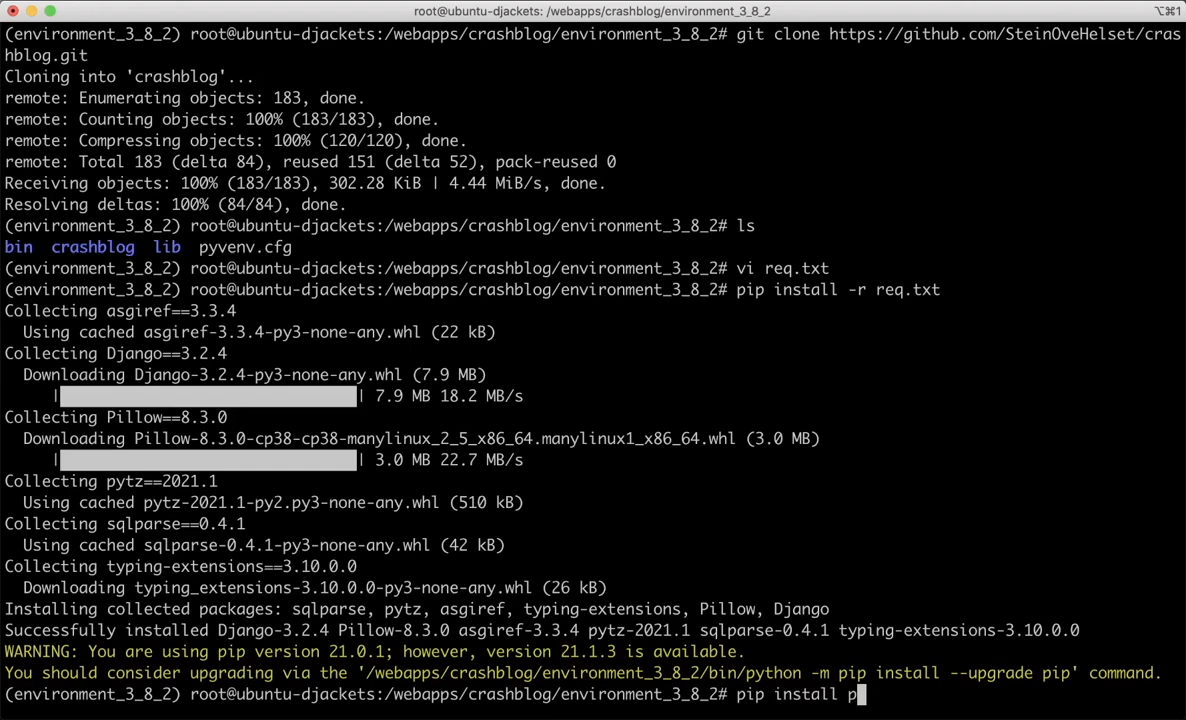 root@ubuntu-djackets: /webapps/crashblog/environment_3_8_2
⌥⌘1
(environment_3_8_2) root@ubuntu-djackets:/webapps/crashblog/environment_3_8_2# git clone https://github.com/SteinOveHelset/cras
hblog.git
Cloning into 'crashblog'...
remote: Enumerating objects: 183, done.
remote: Counting objects: 100% (183/183), done.
remote: Compressing objects: 100% (120/120), done.
remote: Total 183 (delta 84), reused 151 (delta 52), pack-reused 0
Receiving objects: 100% (183/183), 302.28 KiB | 4.44 MiB/s, done.
Resolving deltas: 100% (84/84), done.
(environment_3_8_2) root@ubuntu-djackets:/webapps/crashblog/environment_3_8_2# ls
bin  crashblog  lib  pyvenv.cfg
(environment_3_8_2) root@ubuntu-djackets:/webapps/crashblog/environment_3_8_2# vi req.txt
(environment_3_8_2) root@ubuntu-djackets:/webapps/crashblog/environment_3_8_2# pip install -r req.txt
Collecting asgiref==3.3.4
  Using cached asgiref-3.3.4-py3-none-any.whl (22 kB)
Collecting Django==3.2.4
  Downloading Django-3.2.4-py3-none-any.whl (7.9 MB)
     |                                | 7.9 MB 18.2 MB/s
Collecting Pillow==8.3.0
  Downloading Pillow-8.3.0-cp38-cp38-manylinux_2_5_x86_64.manylinux1_x86_64.whl (3.0 MB)
     |                                | 3.0 MB 22.7 MB/s
Collecting pytz==2021.1
  Using cached pytz-2021.1-py2.py3-none-any.whl (510 kB)
Collecting sqlparse==0.4.1
  Using cached sqlparse-0.4.1-py3-none-any.whl (42 kB)
Collecting typing-extensions==3.10.0.0
  Downloading typing_extensions-3.10.0.0-py3-none-any.whl (26 kB)
Installing collected packages: sqlparse, pytz, asgiref, typing-extensions, Pillow, Django
Successfully installed Django-3.2.4 Pillow-8.3.0 asgiref-3.3.4 pytz-2021.1 sqlparse-0.4.1 typing-extensions-3.10.0.0
WARNING: You are using pip version 21.0.1; however, version 21.1.3 is available.
You should consider upgrading via the '/webapps/crashblog/environment_3_8_2/bin/python -m pip install --upgrade pip' command.
(environment_3_8_2) root@ubuntu-djackets:/webapps/crashblog/environment_3_8_2# pip install p